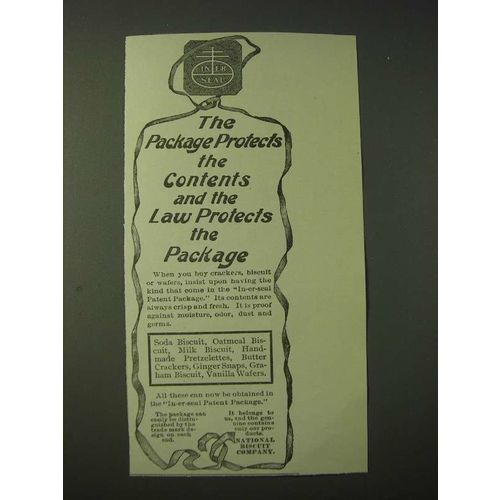 IN ER
SEAL
The
Package Protects
the
Contents
and the
Law Protects
the
Package
When you buy crackers, biscuit
or wafers, insist upon having the
kind that come in the "In-er-seal
Patent Package." Its contents are
always crisp and fresh. It is proof
against moisture, odor, dust and
germs.
Soda Biscuit, Oatmeal Bis-
cuit, Milk Biscuit, Hand-
made Pretzelettes, Butter
Crackers, Ginger Snaps, Gra-
ham Biscuit, Vanilla Wafers.
All these can now be obtained in
the "In-er-seal Patent Package."
The package can
easily be distin-
guished by the
trade mark de-
sign on each
end.
It belongs to
us, and the gen-
uine contains
only our pro-
ducts.
NATIONAL
BISCUIT
COMPANY.